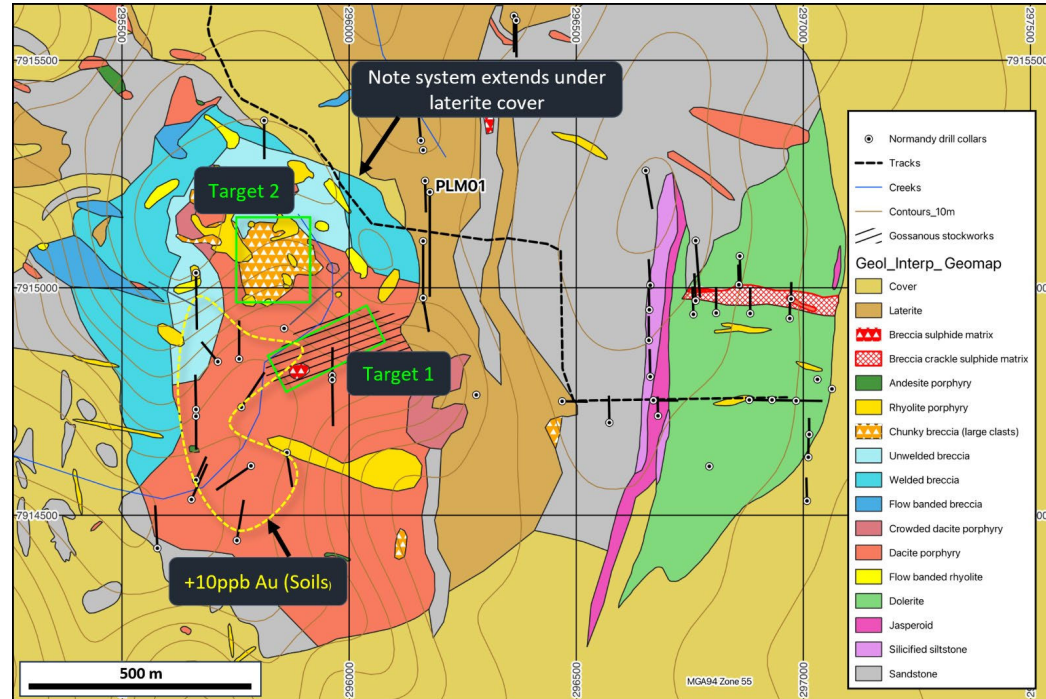 295500
296000
296500
297000
297500
7915500
7915500
Note system extends under
laterite cover
Target 2
PLM01
7915000
Target 1
7914500
+10ppb Au (Soils)
500 m
295500
296000
296500
297000
MGA94 Zone 55
Normandy drill collars
Tracks
Creeks
Contours_10m
Gossanous stockworks
Geol_Interp_ Geomap
Cover
Laterite
Breccia sulphide matrix
Breccia crackle sulphide matrix
Andesite porphyry
Rhyolite porphyry
Chunky breccia (large clasts)
Unwelded breccia
Welded breccia
Flow banded breccia
Crowded dacite porphyry
Dacite porphyry
Flow banded rhyolite
Dolerite
Jasperoid
Silicified siltstone
Sandstone